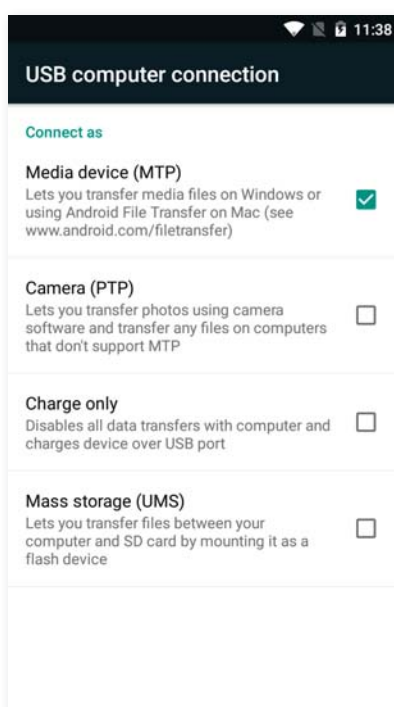 11:38
USB computer connection
Connect as
Media device (MTP)
Lets you transfer media files on Windows or
using Android File Transfer on Mac (see
www.android.com/filetransfer)
Camera (PTP)
Lets you transfer photos using camera
software and transfer any files on computers
that don't support MTP
Charge only
Disables all data transfers with computer and
charges device over USB port
Mass storage (UMS)
Lets you transfer files between your
computer and SD card by mounting it as a
flash device